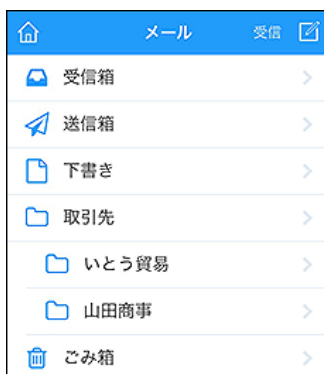 メール 受信
受信箱
送信箱
下書き
取引先
いとう貿易
山田商事
ごみ箱